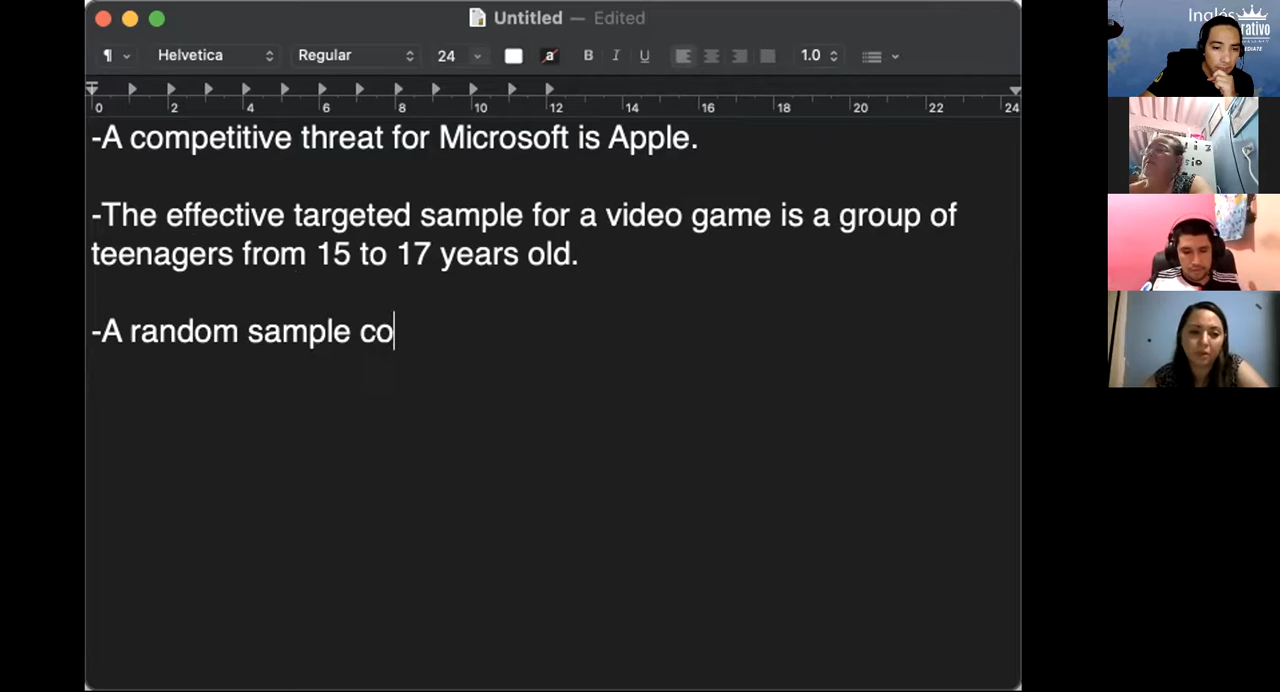 Untitled — Edited
¶ Helvetica Regular 24 a B I U 1.0
0 2 4 6 8 10 12 14 16 18 20 22 24
-A competitive threat for Microsoft is Apple.
-The effective targeted sample for a video game is a group of
teenagers from 15 to 17 years old.
-A random sample co
Inglés